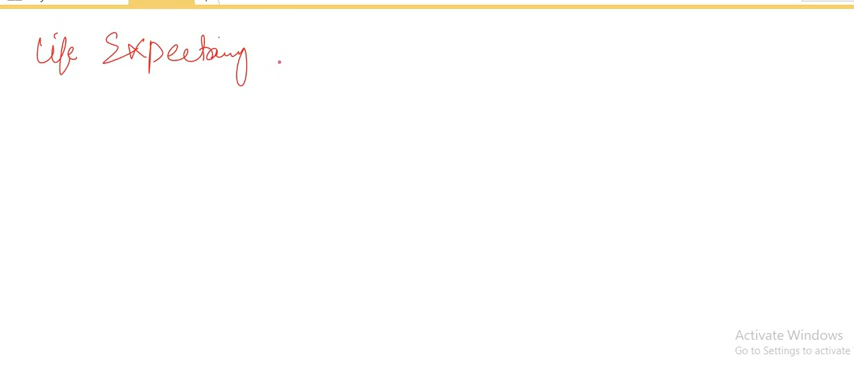 Life Expectany .
Activate Windows
Go to Settings to activate